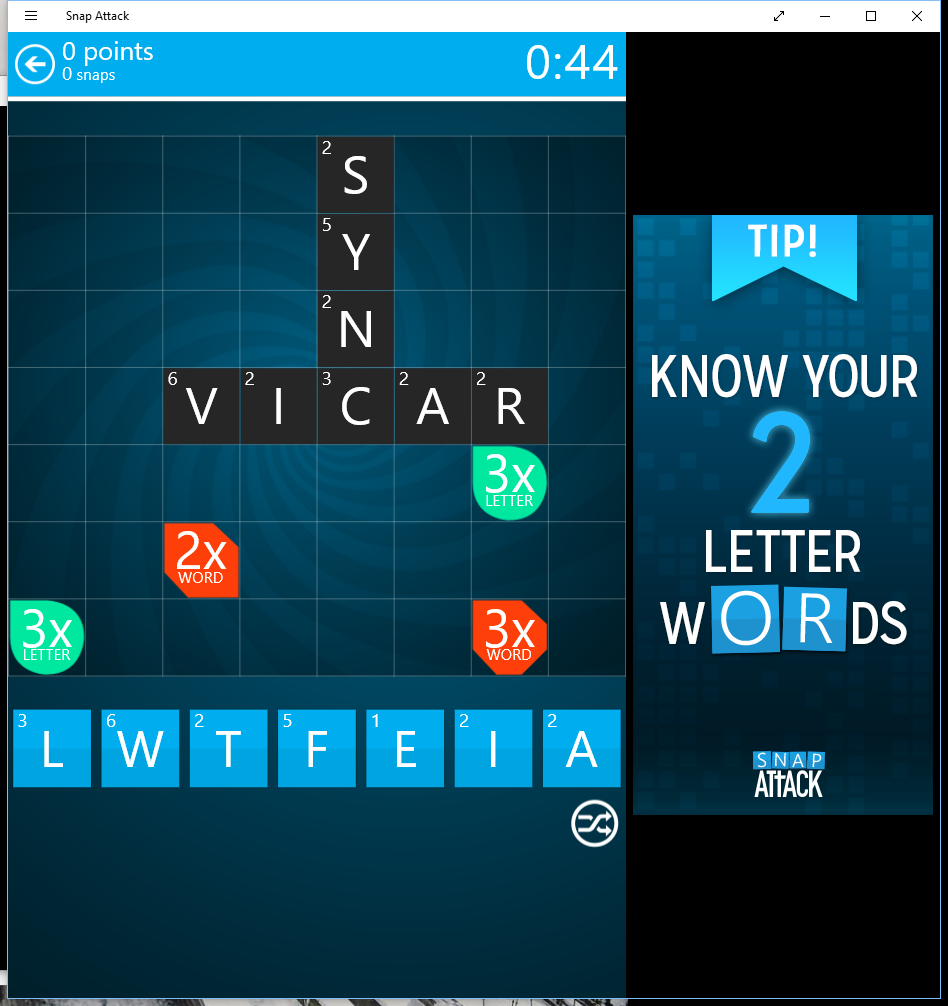 Snap Attack
0 points
0 snaps
0:44
2 S
5 Y
2 N
6 V 2 I 3 C 2 A 2 R
3x
LETTER
2x
WORD
3x
LETTER
3x
WORD
3 L 6 W 2 T 5 F 1 E 2 I 2 A
TIP!
KNOW YOUR
2
LETTER
WORDS
SNAP
ATTACK